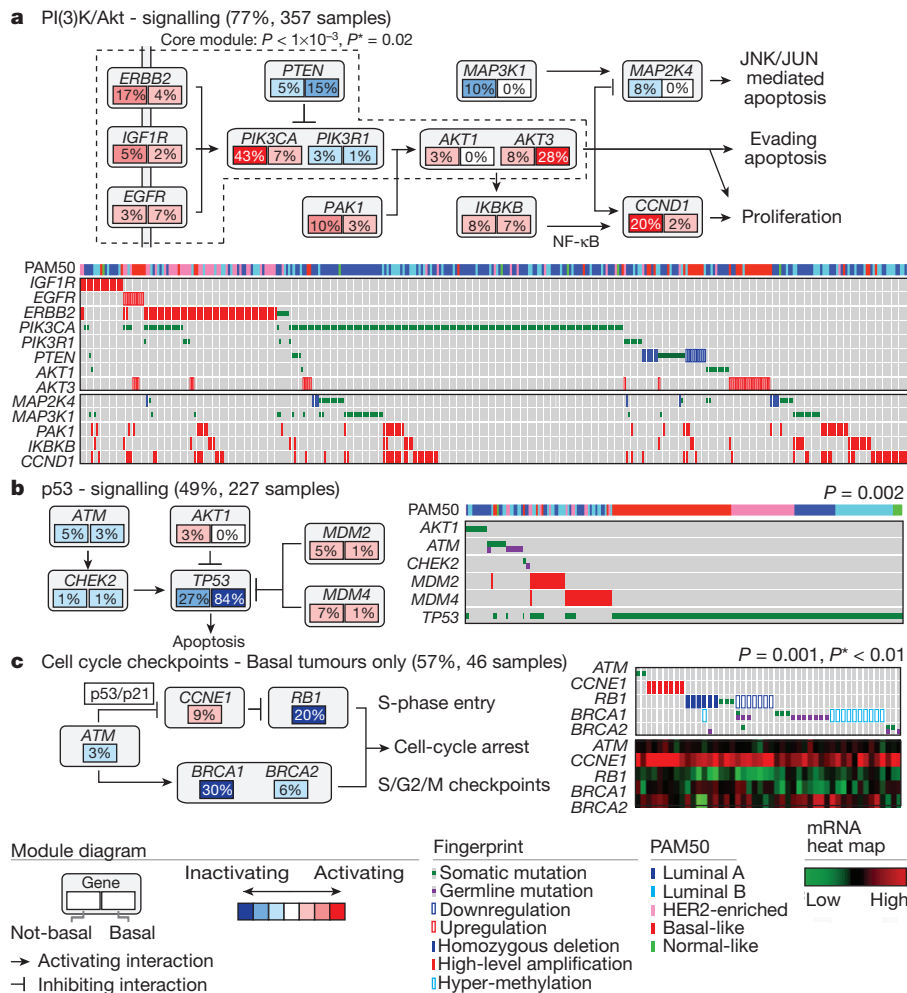 a PI(3)K/Akt - signalling (77%, 357 samples)
Core module: P < 1×10⁻³, P* = 0.02
ERBB2
17% 4%
PTEN
5% 15%
MAP3K1
10% 0%
MAP2K4
8% 0%
JNK/JUN
mediated
apoptosis
IGF1R
5% 2%
PIK3CA PIK3R1
43% 7% 3% 1%
AKT1 AKT3
3% 0% 8% 28%
Evading
apoptosis
EGFR
3% 7%
PAK1
10% 3%
IKBKB
8% 7%
NF-κB
CCND1
20% 2%
Proliferation
PAM50
IGF1R
EGFR
ERBB2
PIK3CA
PIK3R1
PTEN
AKT1
AKT3
MAP2K4
MAP3K1
PAK1
IKBKB
CCND1
b p53 - signalling (49%, 227 samples)
P = 0.002
ATM
5% 3%
AKT1
3% 0%
MDM2
5% 1%
CHEK2
1% 1%
TP53
27% 84%
MDM4
7% 1%
Apoptosis
PAM50
AKT1
ATM
CHEK2
MDM2
MDM4
TP53
c Cell cycle checkpoints - Basal tumours only (57%, 46 samples)
P = 0.001, P* < 0.01
p53/p21
CCNE1
9%
RB1
20%
S-phase entry
ATM
3%
Cell-cycle arrest
BRCA1 BRCA2
30% 6%
S/G2/M checkpoints
ATM
CCNE1
RB1
BRCA1
BRCA2
ATM
CCNE1
RB1
BRCA1
BRCA2
Module diagram
Gene
Not-basal Basal
Activating interaction
Inhibiting interaction
Inactivating Activating
Fingerprint
Somatic mutation
Germline mutation
Downregulation
Upregulation
Homozygous deletion
High-level amplification
Hyper-methylation
PAM50
Luminal A
Luminal B
HER2-enriched
Basal-like
Normal-like
mRNA
heat map
Low High